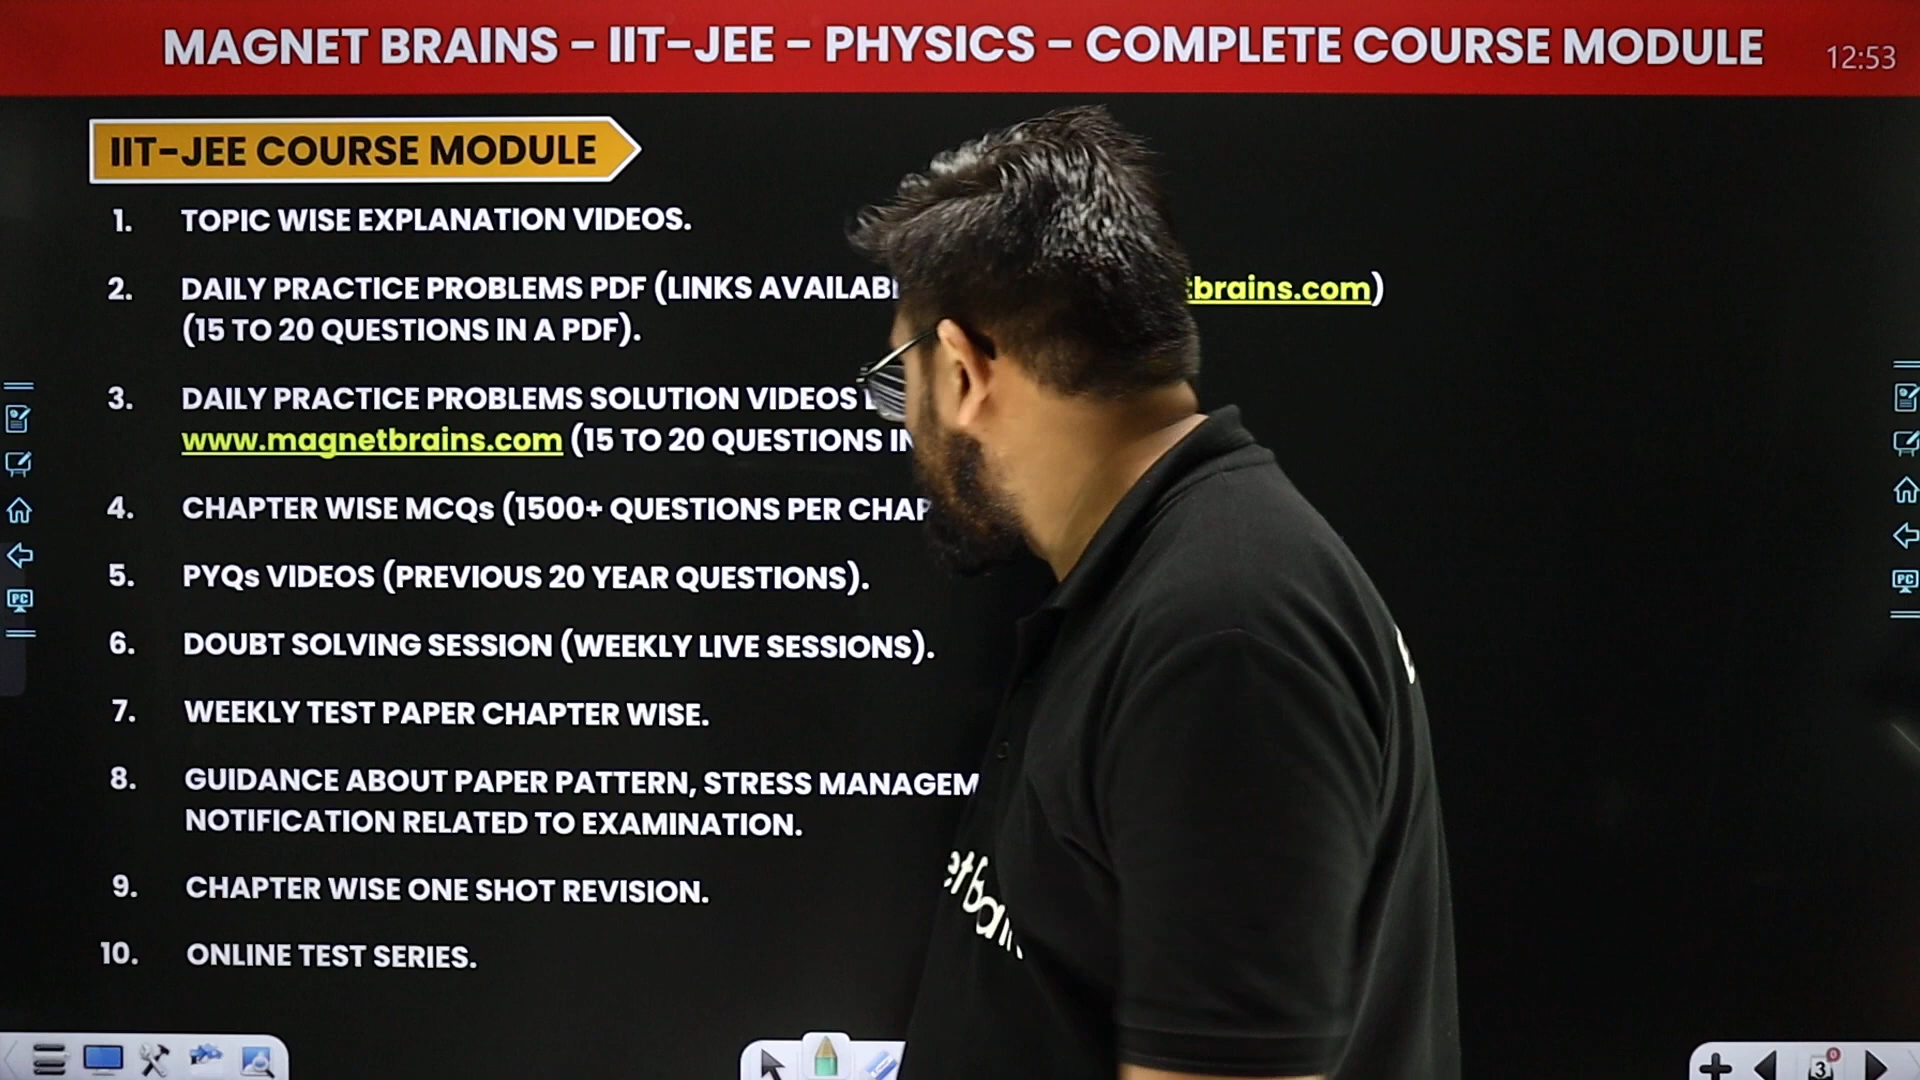 MAGNET BRAINS - IIT-JEE - PHYSICS - COMPLETE COURSE MODULE
12:53
IIT-JEE COURSE MODULE
1. TOPIC WISE EXPLANATION VIDEOS.
2. DAILY PRACTICE PROBLEMS PDF (LINKS tbrains.com)
(15 TO 20 QUESTIONS IN A PDF).
3. DAILY PRACTICE PROBLEMS SOLUTION VIDEOS
www.magnetbrains.com (15 TO 20 QUESTIONS IN
4. CHAPTER WISE MCQs (1500+ QUESTIONS PER
5. PYQs VIDEOS (PREVIOUS 20 YEAR QUESTIONS).
6. DOUBT SOLVING SESSION (WEEKLY LIVE SESSIONS).
7. WEEKLY TEST PAPER CHAPTER WISE.
8. GUIDANCE ABOUT PAPER PATTERN, STRESS
NOTIFICATION RELATED TO EXAMINATION.
9. CHAPTER WISE ONE SHOT REVISION.
10. ONLINE TEST SERIES.
PC
PC
3